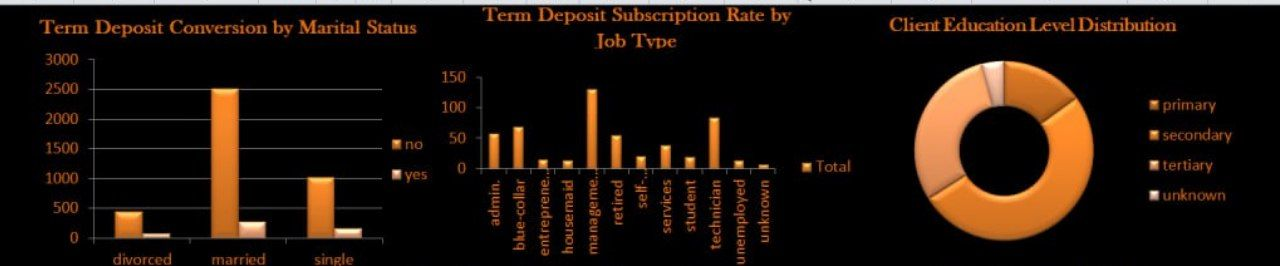 Term Deposit Conversion by Marital Status
3000
2500
2000
1500
1000
500
0
divorced married single
no
yes
Term Deposit Subscription Rate by
Job Type
150
100
50
0
admin.
blue-collar
entreprene...
housemaid
manageme...
retired
self-...
services
student
technician
unemployed
unknown
Total
Client Education Level Distribution
primary
secondary
tertiary
unknown